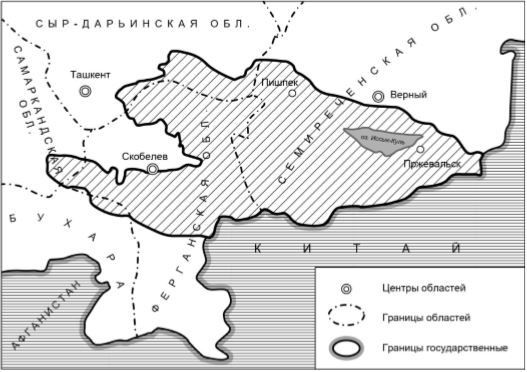 СЫР-ДАРЬИНСКАЯ ОБЛ.
САМАРКАНДСКАЯ
ОБЛ.
Ташкент
Пишпек
СЕМИРЕЧЕНСКАЯ ОБЛ.
Верный
оз. Иссык-Куль
Пржевальск
Скобелев
ФЕРГАНСКАЯ ОБЛ
БУХАРА
КИТАЙ
АФГАНИСТАН
Центры областей
Границы областей
Границы государственные